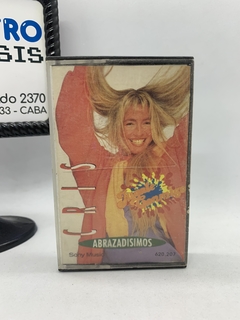 TRO
SIS
do 2370
33 - CABA
CRIS
ABRAZADISIMOS
Sony Music